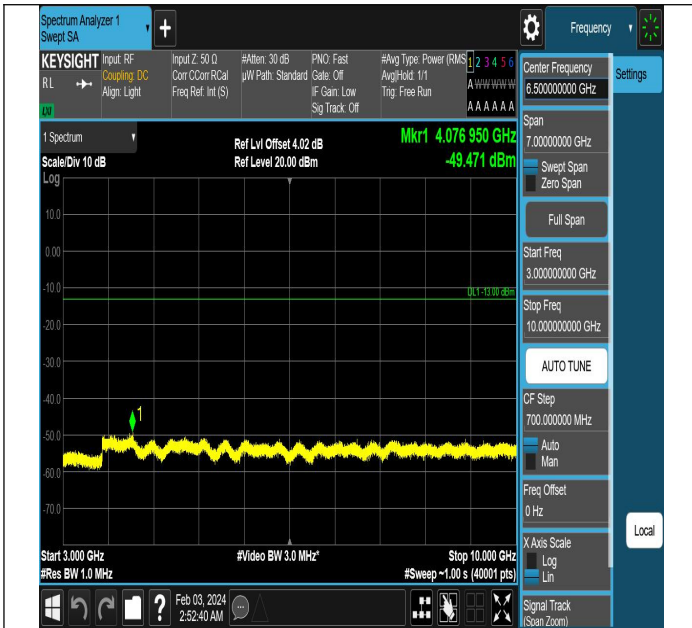 Spectrum Analyzer 1
Swept SA
+
Frequency
KEYSIGHT
RL
LXI
Input: RF
Coupling: DC
Align: Light
Input Z: 50 Ω
Corr CCorr RCal
Freq Ref: Int (S)
#Atten: 30 dB
µW Path: Standard
PNO: Fast
Gate: Off
IF Gain: Low
Sig Track: Off
#Avg Type: Power (RMS
Avg|Hold: 1/1
Trig: Free Run
1 2 3 4 5 6
A W W W W W
A A A A A A
1 Spectrum
Scale/Div 10 dB
Log
Ref Lvl Offset 4.02 dB
Ref Level 20.00 dBm
Mkr1 4.076 950 GHz
-49.471 dBm
10.0
0.00
-10.0
DL1 -13.00 dBm
-20.0
-30.0
-40.0
1
-50.0
-60.0
-70.0
Start 3.000 GHz
#Res BW 1.0 MHz
#Video BW 3.0 MHz*
Stop 10.000 GHz
#Sweep ~1.00 s (40001 pts)
Center Frequency
6.500000000 GHz
Settings
Span
7.00000000 GHz
Swept Span
Zero Span
Full Span
Start Freq
3.000000000 GHz
Stop Freq
10.000000000 GHz
AUTO TUNE
CF Step
700.000000 MHz
Auto
Man
Freq Offset
0 Hz
X Axis Scale
Log
Lin
Local
Signal Track
(Span Zoom)
?
Feb 03, 2024
2:52:40 AM